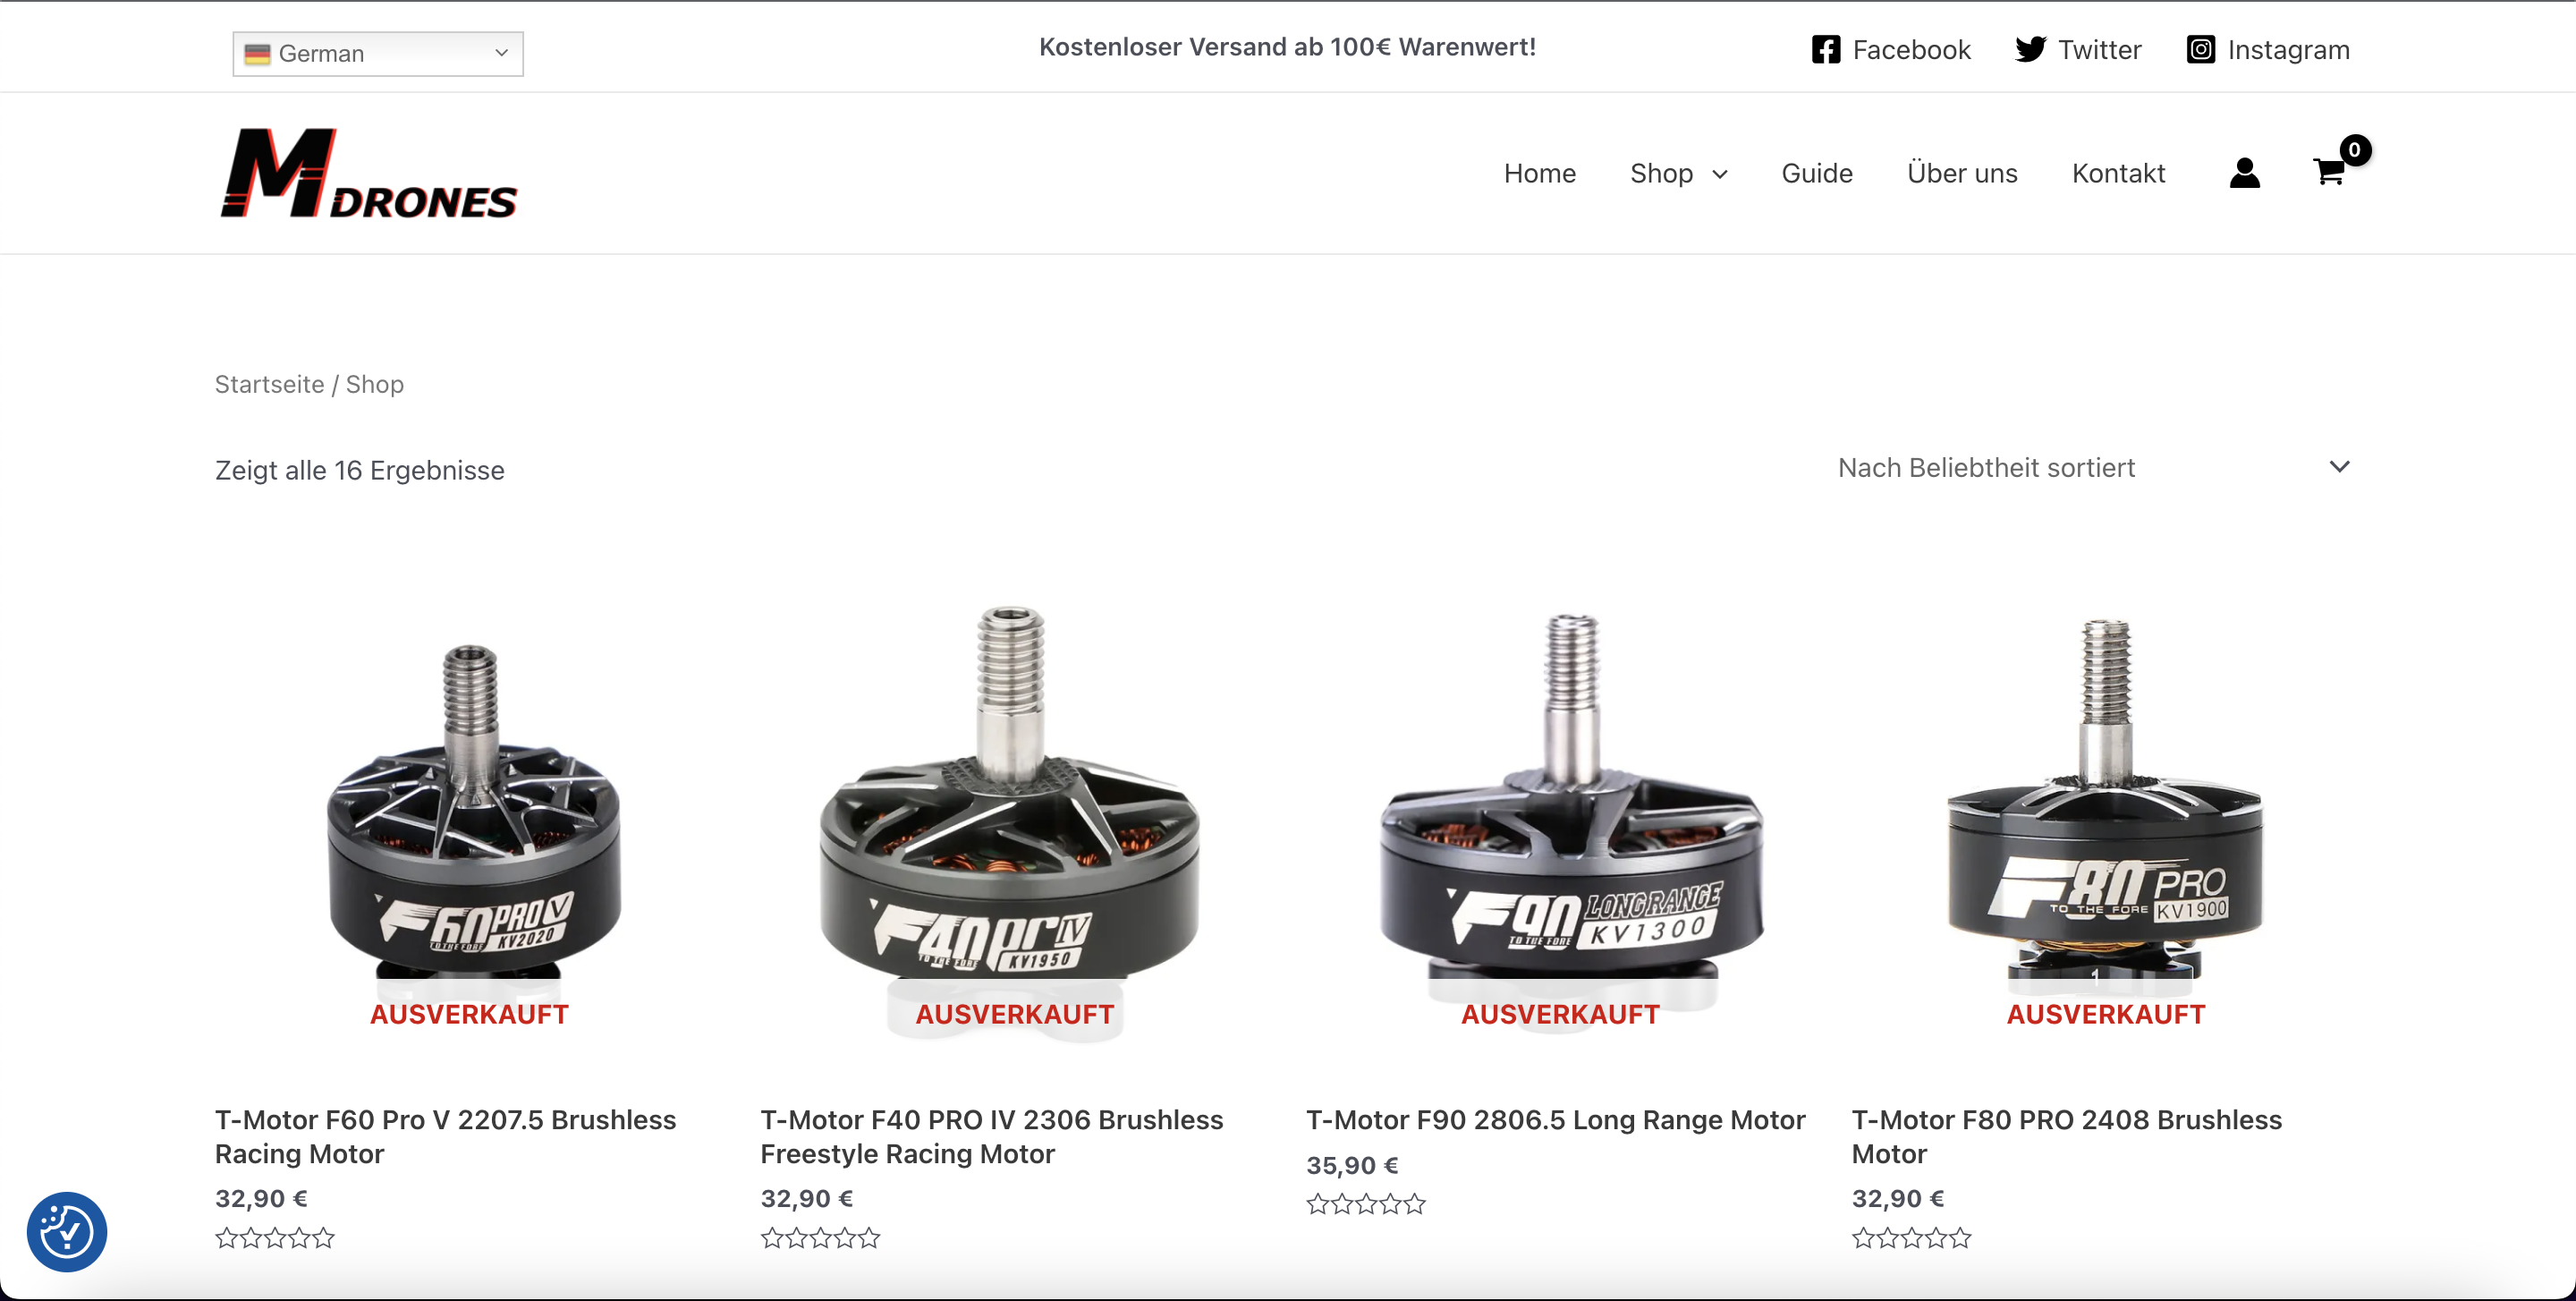 German
Kostenloser Versand ab 100€ Warenwert!
Facebook
Twitter
Instagram
M DRONES
Home
Shop
Guide
Über uns
Kontakt
0
Startseite / Shop
Zeigt alle 16 Ergebnisse
Nach Beliebtheit sortiert
F60 PRO V
TO THE FORE
KV2020
AUSVERKAUFT
T-Motor F60 Pro V 2207.5 Brushless
Racing Motor
32,90 €
F40 pro IV
TO THE FORE
KV1950
AUSVERKAUFT
T-Motor F40 PRO IV 2306 Brushless
Freestyle Racing Motor
32,90 €
F90 LONG RANGE
TO THE FORE
KV1300
AUSVERKAUFT
T-Motor F90 2806.5 Long Range Motor
35,90 €
F80 PRO
TO THE FORE
KV1900
1
AUSVERKAUFT
T-Motor F80 PRO 2408 Brushless
Motor
32,90 €